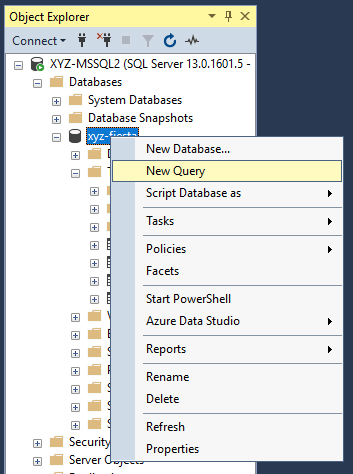 Object Explorer
Connect
XYZ-MSSQL2 (SQL Server 13.0.1601.5 -
Databases
System Databases
Database Snapshots
xyz-fiesta
New Database...
New Query
Script Database as
Tasks
Policies
Facets
Start PowerShell
Azure Data Studio
Reports
Rename
Delete
Refresh
Properties
Security
Server Objects